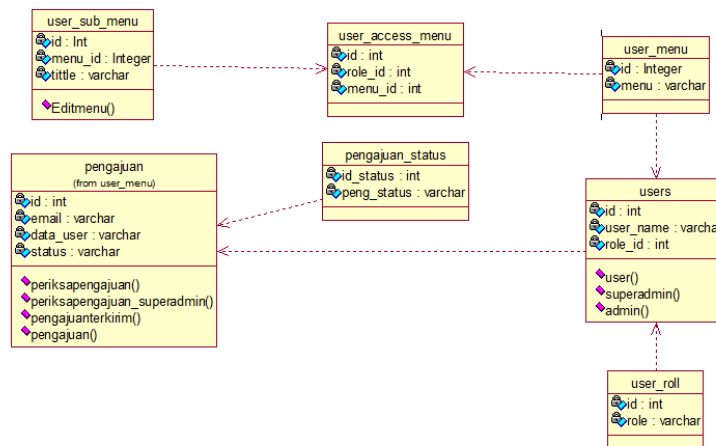 user_sub_menu
id : Int
menu_id : Integer
tittle : varchar
Editmenu()
user_access_menu
id : int
role_id : int
menu_id : int
user_menu
id : Integer
menu : varchar
pengajuan
(from user_menu)
id : int
email : varchar
data_user : varchar
status : varchar
periksapengajuan()
periksapengajuan_superadmin()
pengajuanterkirim()
pengajuan()
pengajuan_status
id_status : int
peng_status : varchar
users
id : int
user_name : varcha
role_id : int
user()
superadmin()
admin()
user_roll
id : int
role : varchar